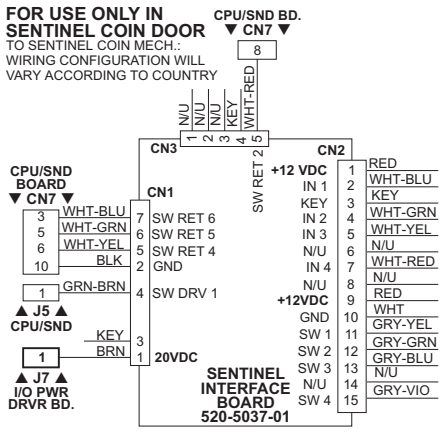 FOR USE ONLY IN
SENTINEL COIN DOOR
TO SENTINEL COIN MECH.:
WIRING CONFIGURATION WILL
VARY ACCORDING TO COUNTRY
CPU/SND BD.
▼ CN7 ▼
8
N/U
N/U
N/U
KEY
WHT-RED
1 2 3 4 5
CN3
SW RET 2
CN2
+12 VDC 1 RED
IN 1 2 WHT-BLU
KEY 3 KEY
IN 2 4 WHT-GRN
IN 3 5 WHT-YEL
N/U 6 N/U
IN 4 7 WHT-RED
N/U 8 N/U
+12VDC 9 RED
GND 10 WHT
SW 1 11 GRY-YEL
SW 2 12 GRY-GRN
SW 3 13 GRY-BLU
N/U 14 N/U
SW 4 15 GRY-VIO
CPU/SND
BOARD
▼ CN7 ▼
CN1
3 WHT-BLU 7 SW RET 6
5 WHT-GRN 6 SW RET 5
6 WHT-YEL 5 SW RET 4
10 BLK 2 GND
1 GRN-BRN 4 SW DRV 1
▲ J5 ▲
CPU/SND
KEY 3
1 BRN 1 20VDC
▲ J7 ▲
I/O PWR
DRVR BD.
SENTINEL
INTERFACE
BOARD
520-5037-01